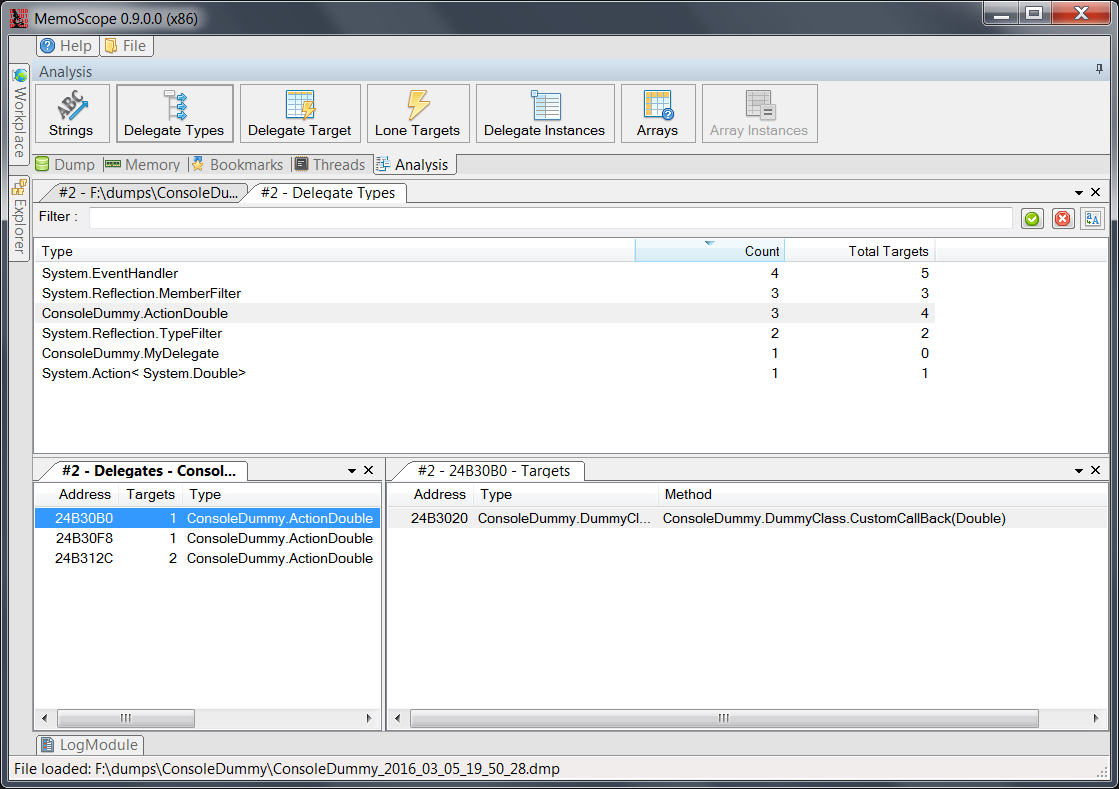 MemoScope 0.9.0.0 (x86)
Help File
Analysis
Workplace
Explorer
ABC Strings Delegate Types Delegate Target Lone Targets Delegate Instances Arrays Array Instances
Dump Memory Bookmarks Threads Analysis
#2 - F:\dumps\ConsoleDu... #2 - Delegate Types
Filter :
Type Count Total Targets
System.EventHandler 4 5
System.Reflection.MemberFilter 3 3
ConsoleDummy.ActionDouble 3 4
System.Reflection.TypeFilter 2 2
ConsoleDummy.MyDelegate 1 0
System.Action< System.Double> 1 1
#2 - Delegates - Consol...
Address Targets Type
24B30B0 1 ConsoleDummy.ActionDouble
24B30F8 1 ConsoleDummy.ActionDouble
24B312C 2 ConsoleDummy.ActionDouble
#2 - 24B30B0 - Targets
Address Type Method
24B3020 ConsoleDummy.DummyCl... ConsoleDummy.DummyClass.CustomCallBack(Double)
LogModule
File loaded: F:\dumps\ConsoleDummy\ConsoleDummy_2016_03_05_19_50_28.dmp